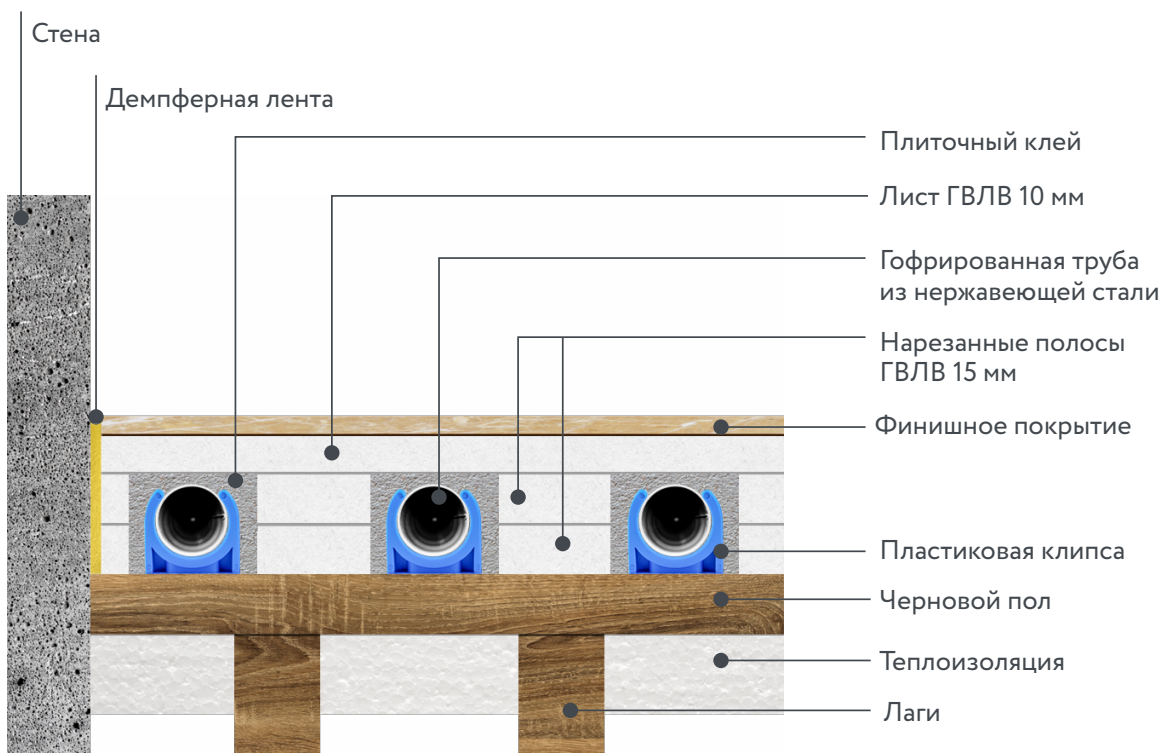 Стена
Демпферная лента
Плиточный клей
Лист ГВЛВ 10 мм
Гофрированная труба
из нержавеющей стали
Нарезанные полосы
ГВЛВ 15 мм
Финишное покрытие
Пластиковая клипса
Черновой пол
Теплоизоляция
Лаги